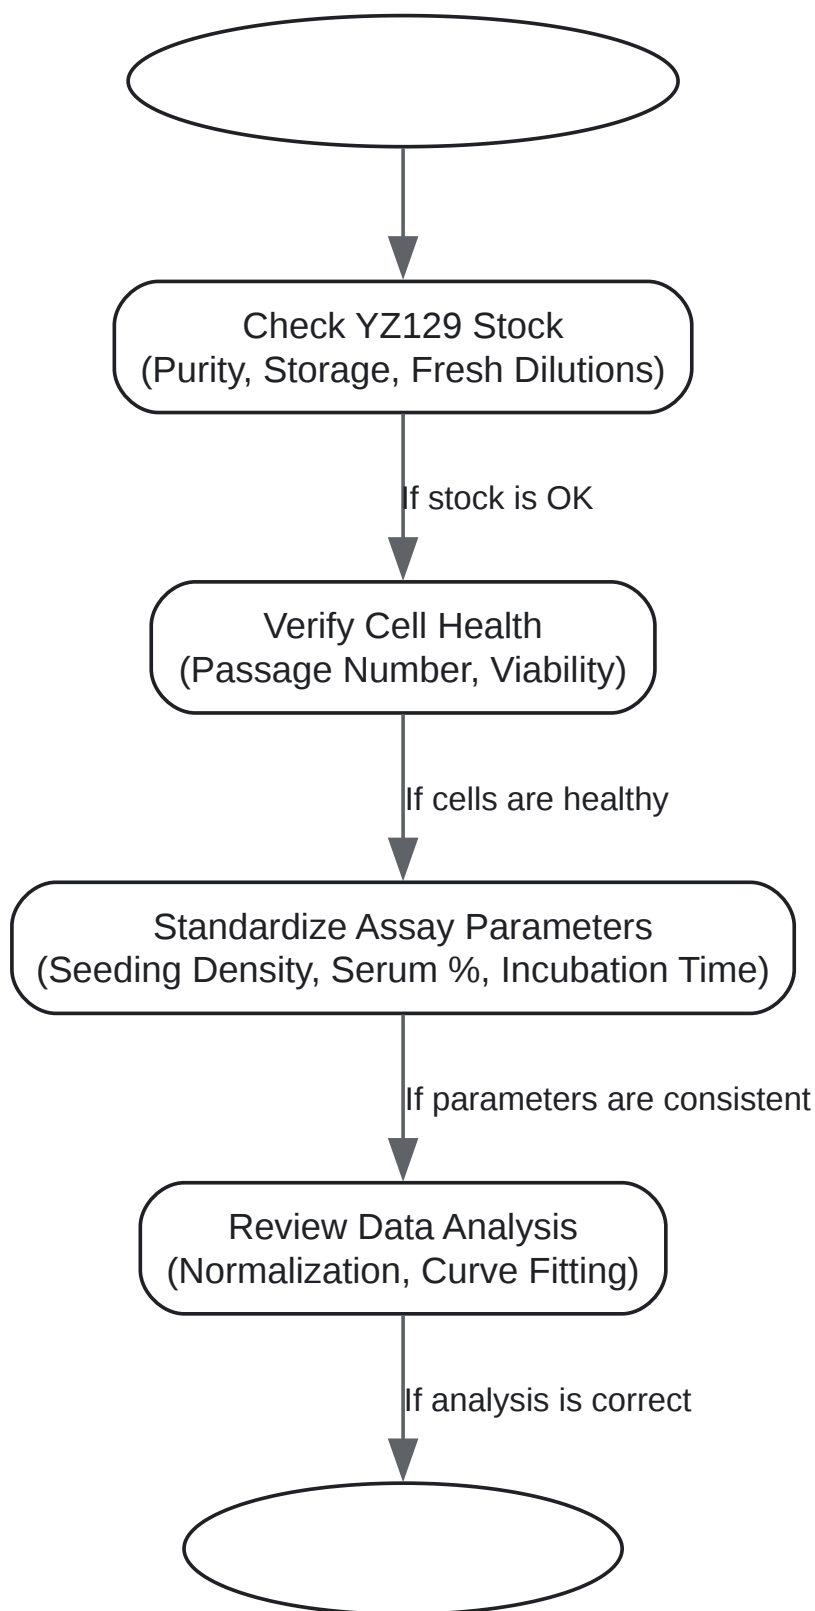 Check YZ129 Stock
(Purity, Storage, Fresh Dilutions)
If stock is OK
Verify Cell Health
(Passage Number, Viability)
If cells are healthy
Standardize Assay Parameters
(Seeding Density, Serum %, Incubation Time)
If parameters are consistent
Review Data Analysis
(Normalization, Curve Fitting)
If analysis is correct